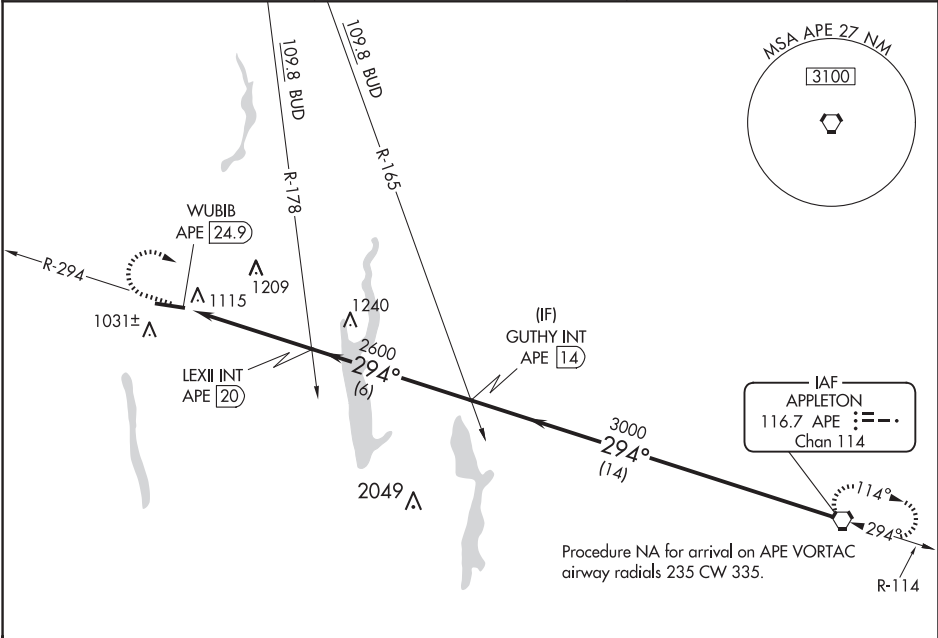 MSA APE 27 NM
3100
109.8 BUD
109.8 BUD
R-178
R-165
WUBIB
APE 24.9
R-294
1209
1115
1031±
1240
(IF)
GUTHY INT
APE 14
LEXII INT
APE 20
2600
294°
(6)
IAF
APPLETON
116.7 APE
Chan 114
3000
294°
(14)
2049
114°
294°
R-114
Procedure NA for arrival on APE VORTAC
airway radials 235 CW 335.